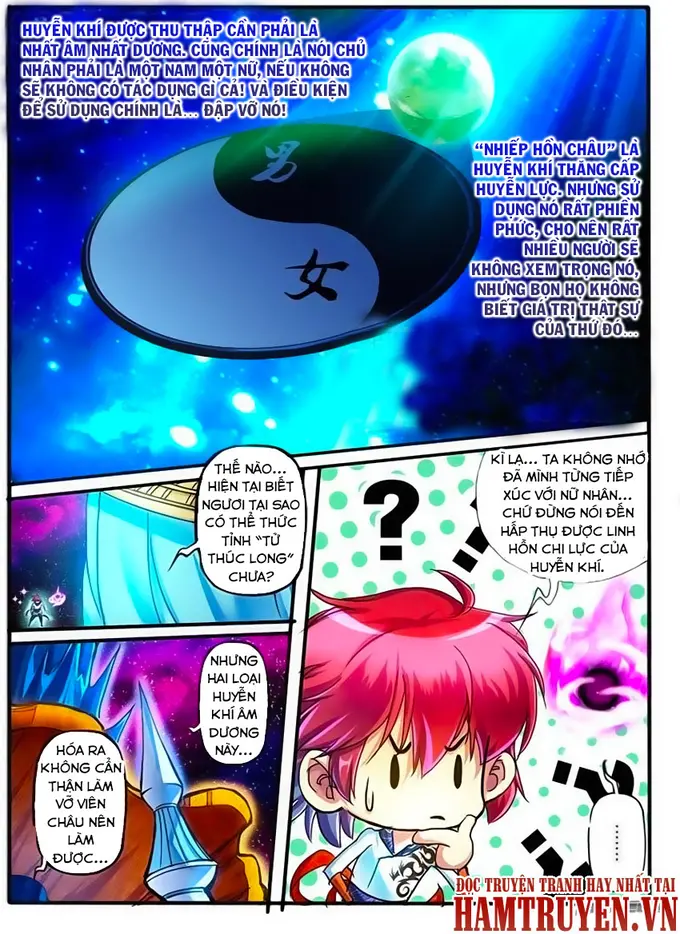 HUYỄN KHÍ ĐƯỢC THU THẬP CẦN PHẢI LÀ
NHẤT ÂM NHẤT DƯƠNG. CŨNG CHÍNH LÀ NÓI CHỦ
NHÂN PHẢI LÀ MỘT NAM MỘT NỮ, NẾU KHÔNG
SẼ KHÔNG CÓ TÁC DỤNG GÌ CẢ! VÀ ĐIỀU KIỆN
ĐỂ SỬ DỤNG CHÍNH LÀ... ĐẬP VỠ NÓ!
"NHIẾP HỒN CHÂU" LÀ
HUYỄN KHÍ THĂNG CẤP
HUYỄN LỰC. NHƯNG SỬ
DỤNG NÓ RẤT PHIỀN
PHỨC, CHO NÊN RẤT
NHIỀU NGƯỜI SẼ
KHÔNG XEM TRỌNG NÓ,
NHƯNG BỌN HỌ KHÔNG
BIẾT GIÁ TRỊ THẬT SỰ
CỦA THỨ ĐÓ...
男
女
THẾ NÀO...
HIỆN TẠI BIẾT
NGƯƠI TẠI SAO
CÓ THỂ THỨC
TỈNH "TỬ
THÚC LONG"
CHƯA?
KÌ LẠ... TA KHÔNG NHỚ
ĐÃ MÌNH TỪNG TIẾP
XÚC VỚI NỮ NHÂN...
CHỨ ĐỪNG NÓI ĐẾN
HẤP THỤ ĐƯỢC LINH
HỒN CHI LỰC CỦA
HUYỄN KHÍ.
? ? ?
NHƯNG
HAI LOẠI
HUYỄN
KHÍ ÂM
DƯƠNG
NÀY...
HÓA RA
KHÔNG CẨN
THẬN LÀM
VỠ VIÊN
CHÂU NÊN
LÀM
ĐƯỢC...
......
ĐỌC TRUYỆN TRANH HAY NHẤT TẠI
HAMTRUYEN.VN